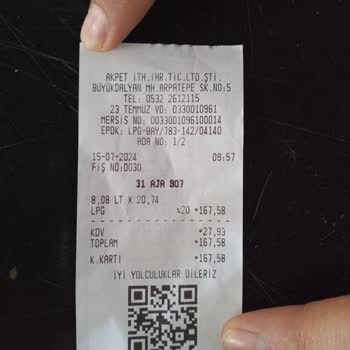 AKPET İTH.İHR.TİC.LTD.ŞTİ.
BÜYÜKDALYAN MH.ARPATEPE SK.NO:5
TEL: 0532 2612115
23 TEMMUZ VD: 0330010961
MERSİS NO: 0033001096100014
EPDK: LPG-BAY/783-142/04140
ADA NO: 1/2
15-07-2024 09:57
FİŞ NO:0030
31 AJA 907
8,08 LT X 20,74
LPG %20 *167,58
KDV *27,93
TOPLAM *167,58
K.KARTI *167,58
İYİ YOLCULUKLAR DİLERİZ